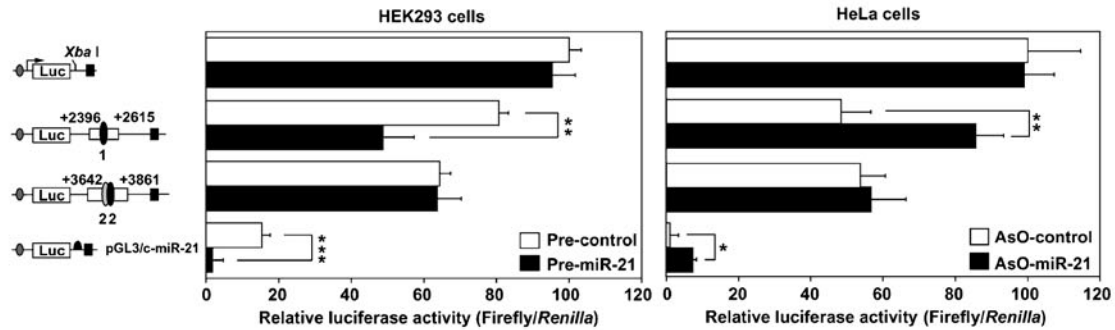 HEK293 cells
HeLa cells
Xba I
Luc
+2396 +2615
Luc
1
**
**
+3642 +3861
Luc
22
Luc pGL3/c-miR-21
***
*
Pre-control
Pre-miR-21
AsO-control
AsO-miR-21
0 20 40 60 80 100 120
0 20 40 60 80 100 120
Relative luciferase activity (Firefly/Renilla)
Relative luciferase activity (Firefly/Renilla)